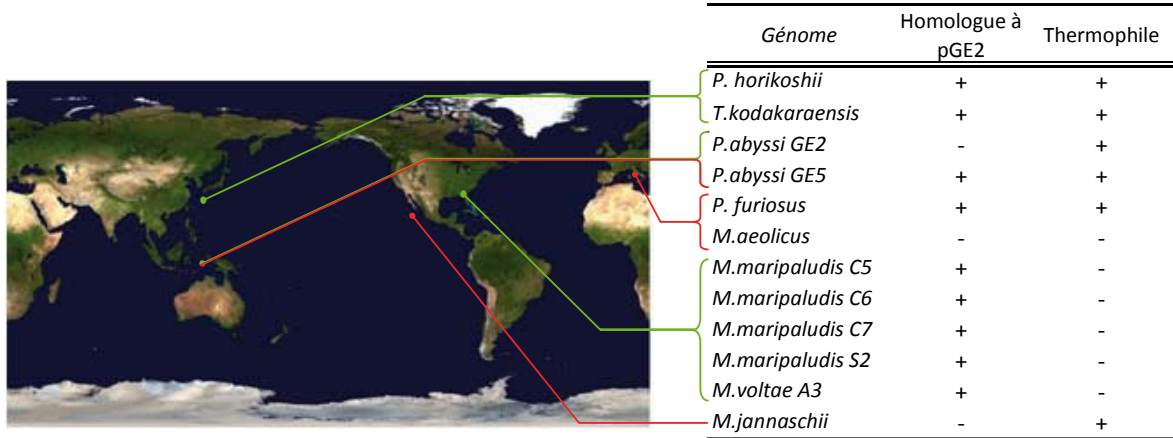 Génome Homologue à pGE2 Thermophile
P. horikoshii + +
T.kodakaraensis + +
P.abyssi GE2 - +
P.abyssi GE5 + +
P. furiosus + +
M.aeolicus - -
M.maripaludis C5 + -
M.maripaludis C6 + -
M.maripaludis C7 + -
M.maripaludis S2 + -
M.voltae A3 + -
M.jannaschii - +